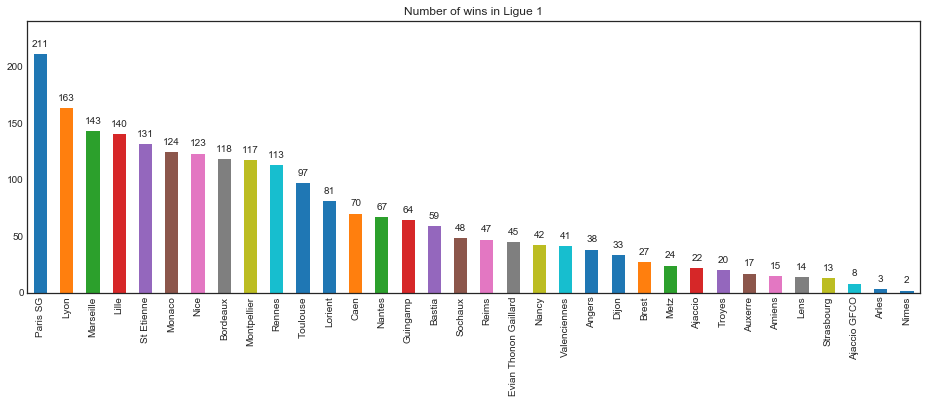 Number of wins in Ligue 1
200
150
100
50
0
211
163
143
140
131
124
123
118
117
113
97
81
70
67
64
59
48
47
45
42
41
38
33
27
24
22
20
17
15
14
13
8
3
2
Paris SG
Lyon
Marseille
Lille
St Etienne
Monaco
Nice
Bordeaux
Montpellier
Rennes
Toulouse
Lorient
Caen
Nantes
Guingamp
Bastia
Sochaux
Reims
Evian Thonon Gaillard
Nancy
Valenciennes
Angers
Dijon
Brest
Metz
Ajaccio
Troyes
Auxerre
Amiens
Lens
Strasbourg
Ajaccio GFCO
Arles
Nimes